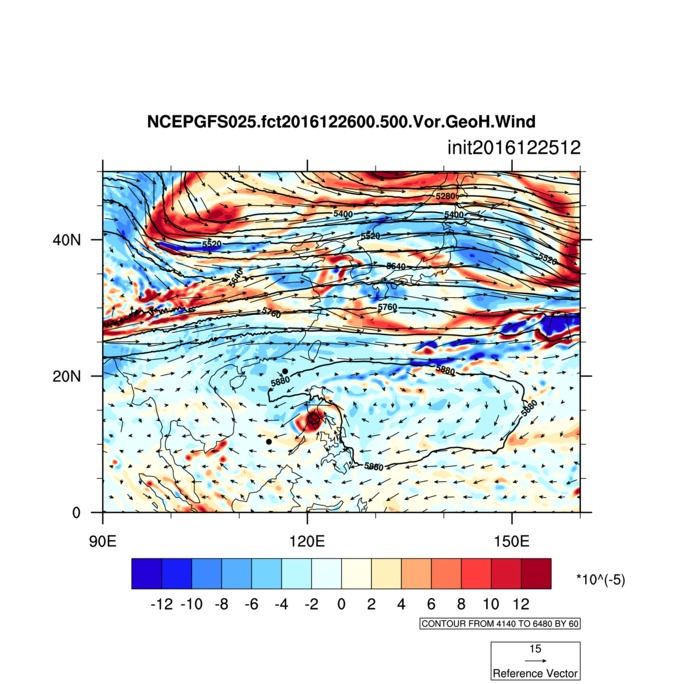 NCEPGFS025.fct2016122600.500.Vor.GeoH.Wind
init2016122512
5280
5400
5400
5520
5520
5520
5640
5640
5760
5760
5880
5880
5880
5880
40N
20N
0
90E 120E 150E
-12 -10 -8 -6 -4 -2 0 2 4 6 8 10 12
*10^(-5)
CONTOUR FROM 4140 TO 6480 BY 60
15
Reference Vector